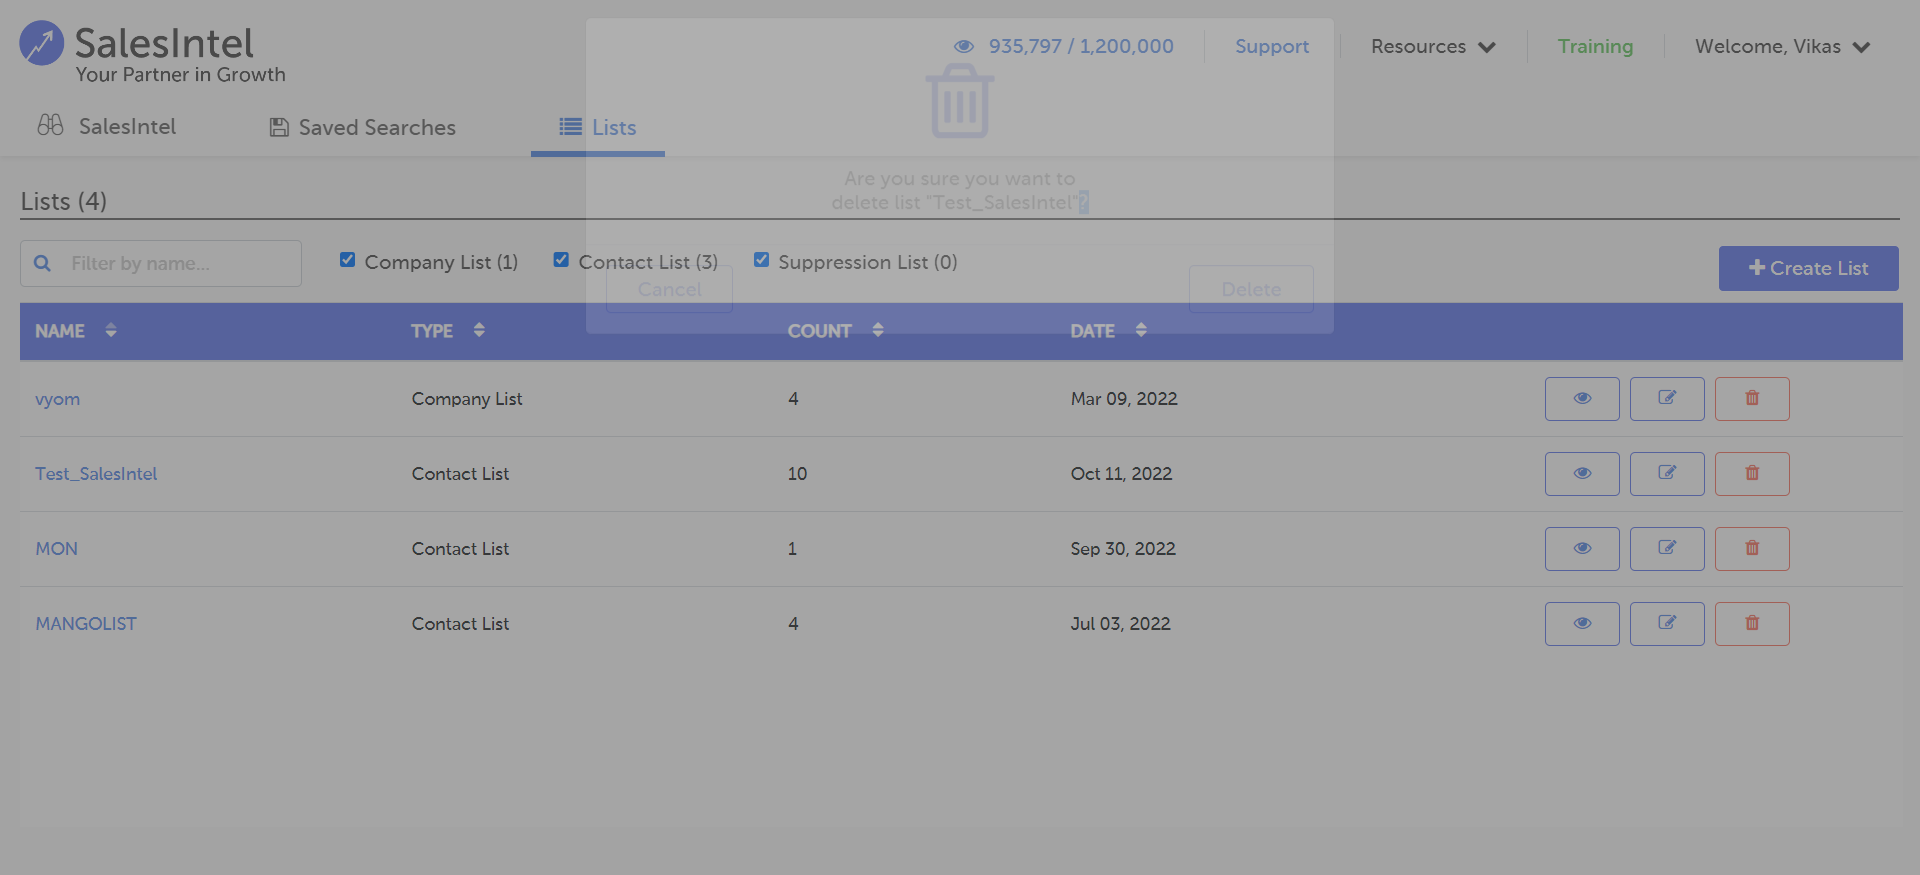 SalesIntel
Your Partner in Growth
935,797 / 1,200,000
Support
Resources
Training
Welcome, Vikas
SalesIntel
Saved Searches
Lists
Are you sure you want to
delete list "Test_SalesIntel"?
Cancel
Delete
Lists (4)
Filter by name...
Company List (1)
Contact List (3)
Suppression List (0)
Create List
NAME TYPE COUNT DATE
vyom Company List 4 Mar 09, 2022
Test_SalesIntel Contact List 10 Oct 11, 2022
MON Contact List 1 Sep 30, 2022
MANGOLIST Contact List 4 Jul 03, 2022